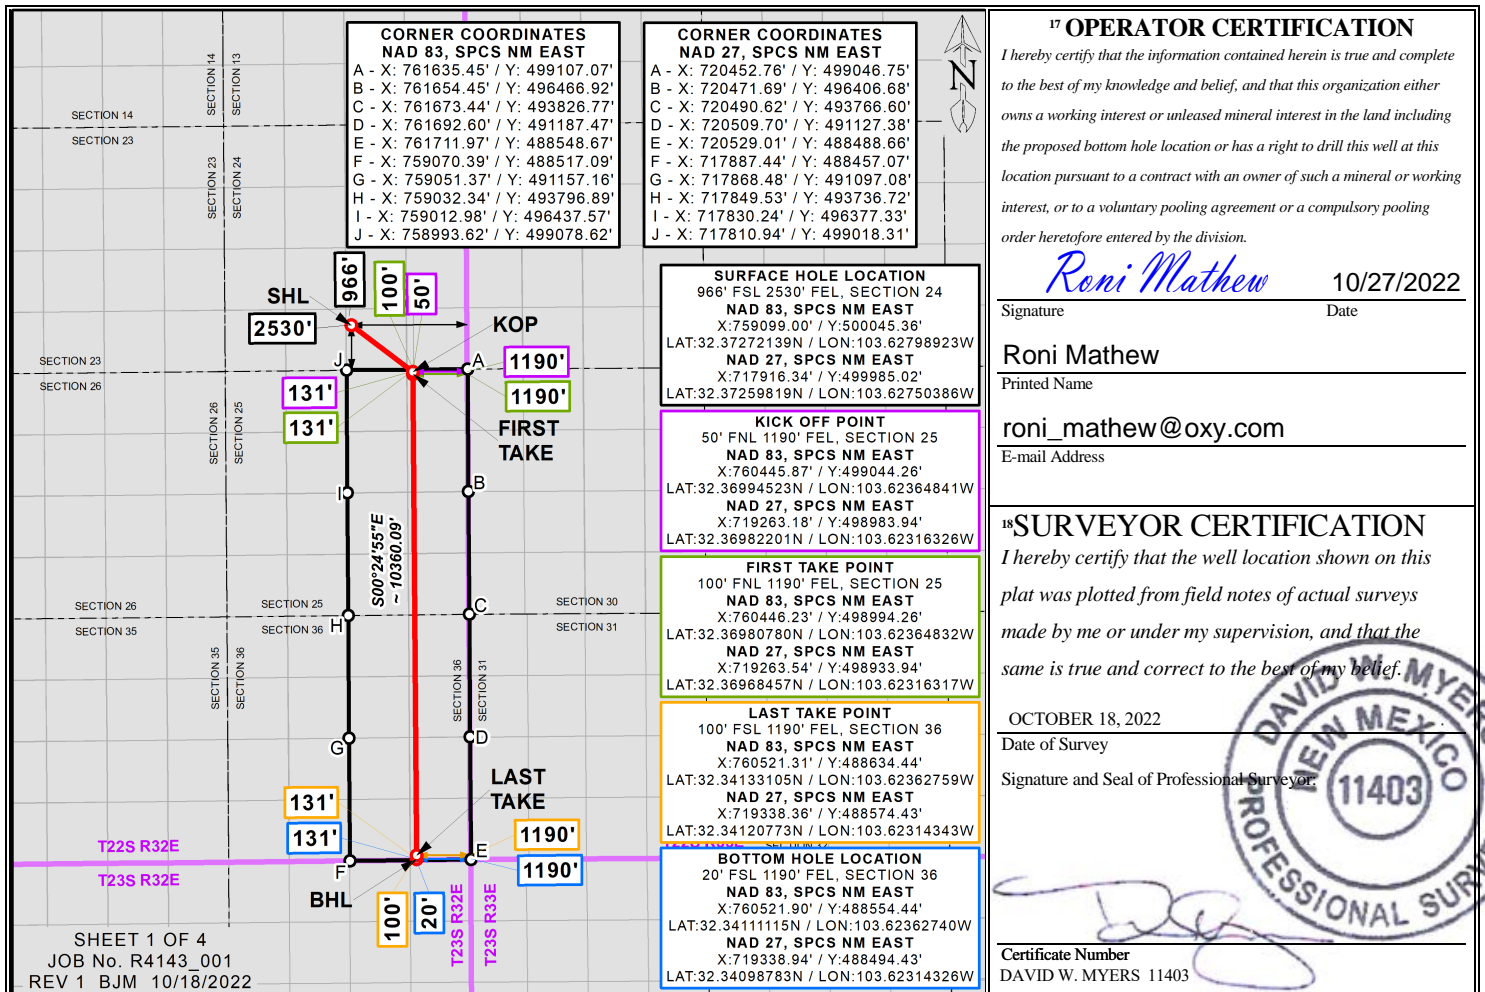 CORNER COORDINATES
NAD 83, SPCS NM EAST
A - X: 761635.45' / Y: 499107.07'
B - X: 761654.45' / Y: 496466.92'
C - X: 761673.44' / Y: 493826.77'
D - X: 761692.60' / Y: 491187.47'
E - X: 761711.97' / Y: 488548.67'
F - X: 759070.39' / Y: 488517.09'
G - X: 759051.37' / Y: 491157.16'
H - X: 759032.34' / Y: 493796.89'
I - X: 759012.98' / Y: 496437.57'
J - X: 758993.62' / Y: 499078.62'
CORNER COORDINATES
NAD 27, SPCS NM EAST
A - X: 720452.76' / Y: 499046.75'
B - X: 720471.69' / Y: 496406.68'
C - X: 720490.62' / Y: 493766.60'
D - X: 720509.70' / Y: 491127.38'
E - X: 720529.01' / Y: 488488.66'
F - X: 717887.44' / Y: 488457.07'
G - X: 717868.48' / Y: 491097.08'
H - X: 717849.53' / Y: 493736.72'
I - X: 717830.24' / Y: 496377.33'
J - X: 717810.94' / Y: 499018.31'
N
SECTION 14
SECTION 13
SECTION 14
SECTION 23
SECTION 23
SECTION 24
966'
100'
50'
SHL
2530'
KOP
SECTION 23
SECTION 26
J
A
1190'
131'
1190'
131'
FIRST
TAKE
SECTION 26
SECTION 25
I
B
S00°24'55"E
~ 10360.09'
SECTION 26
SECTION 25
SECTION 30
SECTION 35
SECTION 36
SECTION 31
H
C
SECTION 35
SECTION 36
SECTION 36
SECTION 31
G
D
LAST
TAKE
131'
131'
1190'
1190'
T22S R32E
T23S R32E
F
E
BHL
100'
20'
T23S R32E
T23S R33E
SHEET 1 OF 4
JOB No. R4143_001
REV 1 BJM 10/18/2022
SURFACE HOLE LOCATION
966' FSL 2530' FEL, SECTION 24
NAD 83, SPCS NM EAST
X:759099.00' / Y:500045.36'
LAT:32.37272139N / LON:103.62798923W
NAD 27, SPCS NM EAST
X:717916.34' / Y:499985.02'
LAT:32.37259819N / LON:103.62750386W
KICK OFF POINT
50' FNL 1190' FEL, SECTION 25
NAD 83, SPCS NM EAST
X:760445.87' / Y:499044.26'
LAT:32.36994523N / LON:103.62364841W
NAD 27, SPCS NM EAST
X:719263.18' / Y:498983.94'
LAT:32.36982201N / LON:103.62316326W
FIRST TAKE POINT
100' FNL 1190' FEL, SECTION 25
NAD 83, SPCS NM EAST
X:760446.23' / Y:498994.26'
LAT:32.36980780N / LON:103.62364832W
NAD 27, SPCS NM EAST
X:719263.54' / Y:498933.94'
LAT:32.36968457N / LON:103.62316317W
LAST TAKE POINT
100' FSL 1190' FEL, SECTION 36
NAD 83, SPCS NM EAST
X:760521.31' / Y:488634.44'
LAT:32.34133105N / LON:103.62362759W
NAD 27, SPCS NM EAST
X:719338.36' / Y:488574.43'
LAT:32.34120773N / LON:103.62314343W
BOTTOM HOLE LOCATION
20' FSL 1190' FEL, SECTION 36
NAD 83, SPCS NM EAST
X:760521.90' / Y:488554.44'
LAT:32.34111115N / LON:103.62362740W
NAD 27, SPCS NM EAST
X:719338.94' / Y:488494.43'
LAT:32.34098783N / LON:103.62314326W
17 OPERATOR CERTIFICATION
I hereby certify that the information contained herein is true and complete
to the best of my knowledge and belief, and that this organization either
owns a working interest or unleased mineral interest in the land including
the proposed bottom hole location or has a right to drill this well at this
location pursuant to a contract with an owner of such a mineral or working
interest, or to a voluntary pooling agreement or a compulsory pooling
order heretofore entered by the division.
Roni Mathew 10/27/2022
Signature Date
Roni Mathew
Printed Name
roni_mathew@oxy.com
E-mail Address
18 SURVEYOR CERTIFICATION
I hereby certify that the well location shown on this
plat was plotted from field notes of actual surveys
made by me or under my supervision, and that the
same is true and correct to the best of my belief.
OCTOBER 18, 2022
Date of Survey
Signature and Seal of Professional Surveyor:
DAVID W. MYERS
NEW MEXICO
11403
PROFESSIONAL
Certificate Number
DAVID W. MYERS 11403